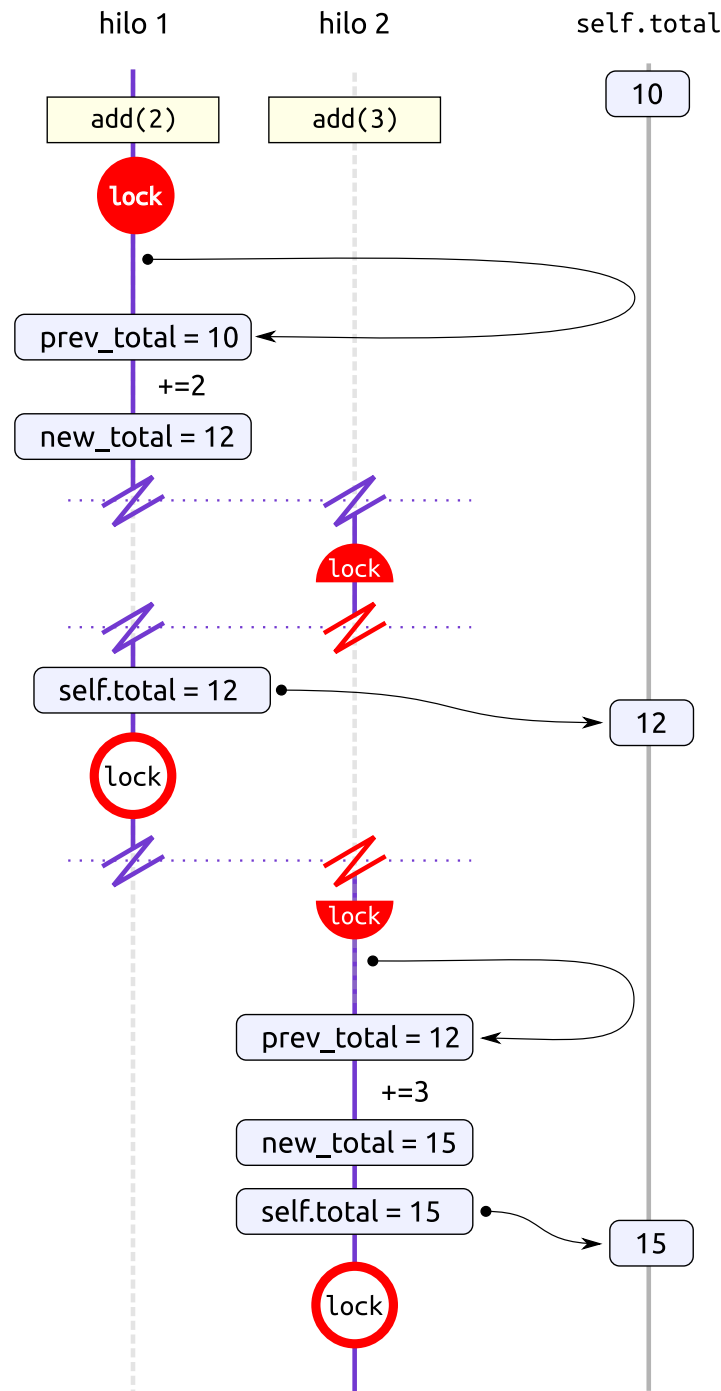 hilo 1
hilo 2
self.total
10
add(2)
add(3)
lock
prev_total = 10
+=2
new_total = 12
lock
self.total = 12
12
lock
lock
prev_total = 12
+=3
new_total = 15
self.total = 15
15
lock